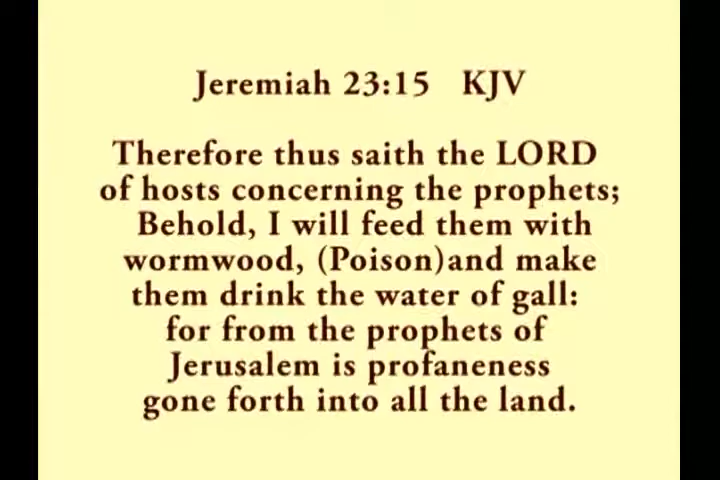 Jeremiah 23:15 KJV
Therefore thus saith the LORD
of hosts concerning the prophets;
Behold, I will feed them with
wormwood, (Poison)and make
them drink the water of gall:
for from the prophets of
Jerusalem is profaneness
gone forth into all the land.